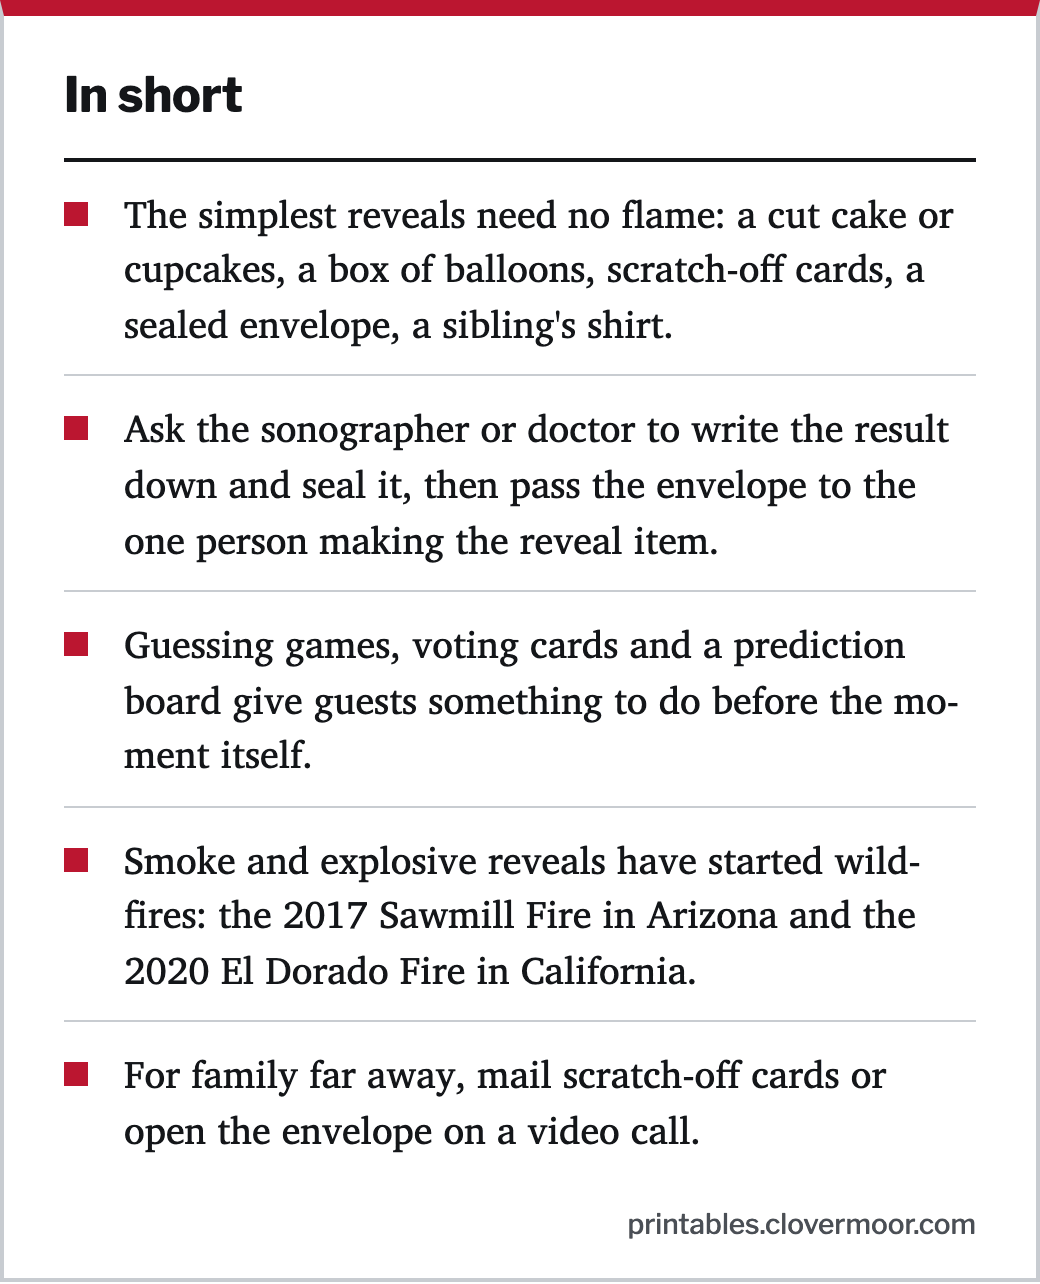 In short
The simplest reveals need no flame: a cut cake or
cupcakes, a box of balloons, scratch-off cards, a
sealed envelope, a sibling's shirt.
Ask the sonographer or doctor to write the result
down and seal it, then pass the envelope to the
one person making the reveal item.
Guessing games, voting cards and a prediction
board give guests something to do before the mo-
ment itself.
Smoke and explosive reveals have started wild-
fires: the 2017 Sawmill Fire in Arizona and the
2020 El Dorado Fire in California.
For family far away, mail scratch-off cards or
open the envelope on a video call.
printables.clovermoor.com